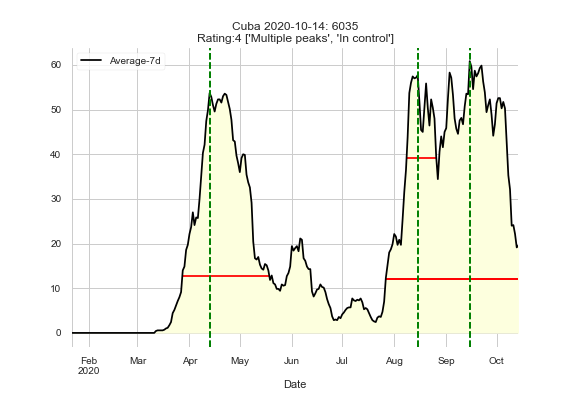 Cuba 2020-10-14: 6035
Rating:4 ['Multiple peaks', 'In control']
Average-7d
60
50
40
30
20
10
0
Feb Mar Apr May Jun Jul Aug Sep Oct
2020
Date